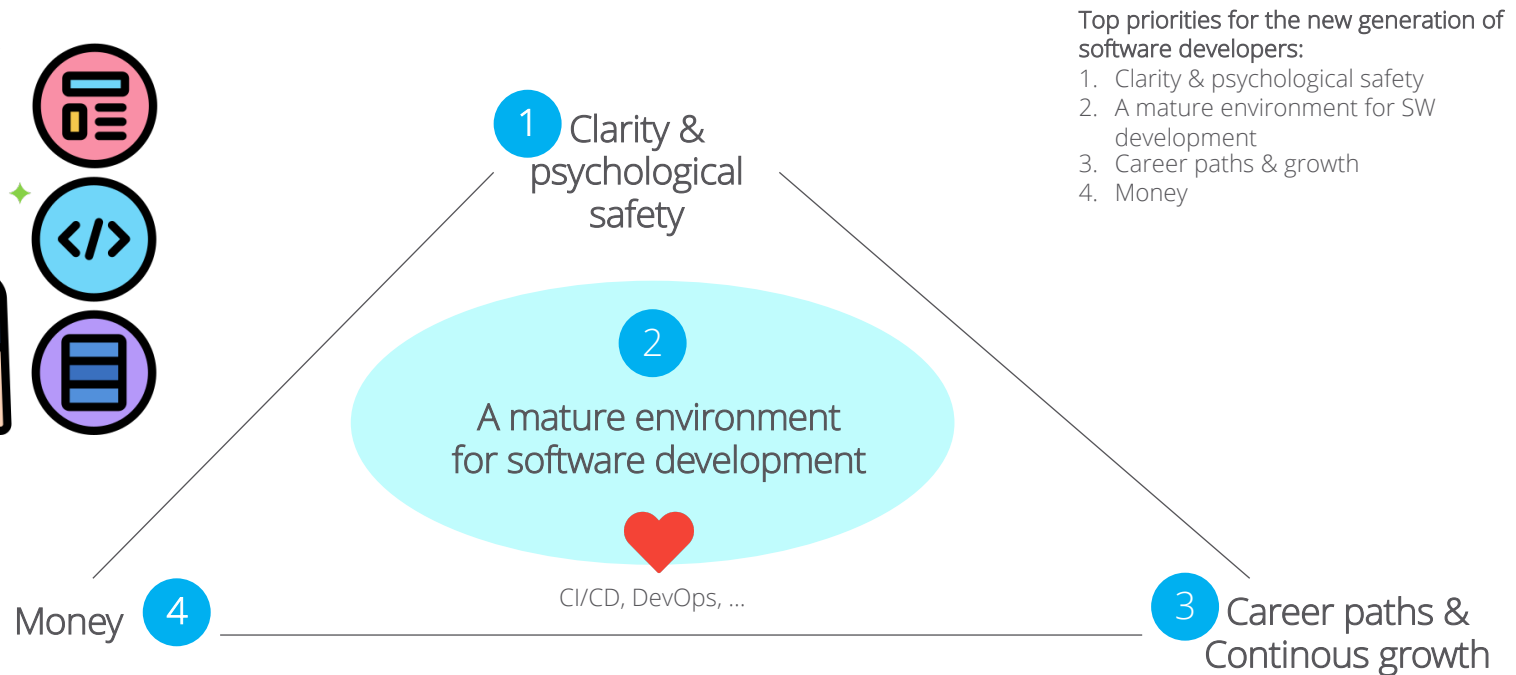 Top priorities for the new generation of
software developers:
1. Clarity & psychological safety
2. A mature environment for SW
development
3. Career paths & growth
4. Money
1
Clarity &
psychological
safety
</>
2
A mature environment
for software development
CI/CD, DevOps, ...
Money
4
3
Career paths &
Continous growth